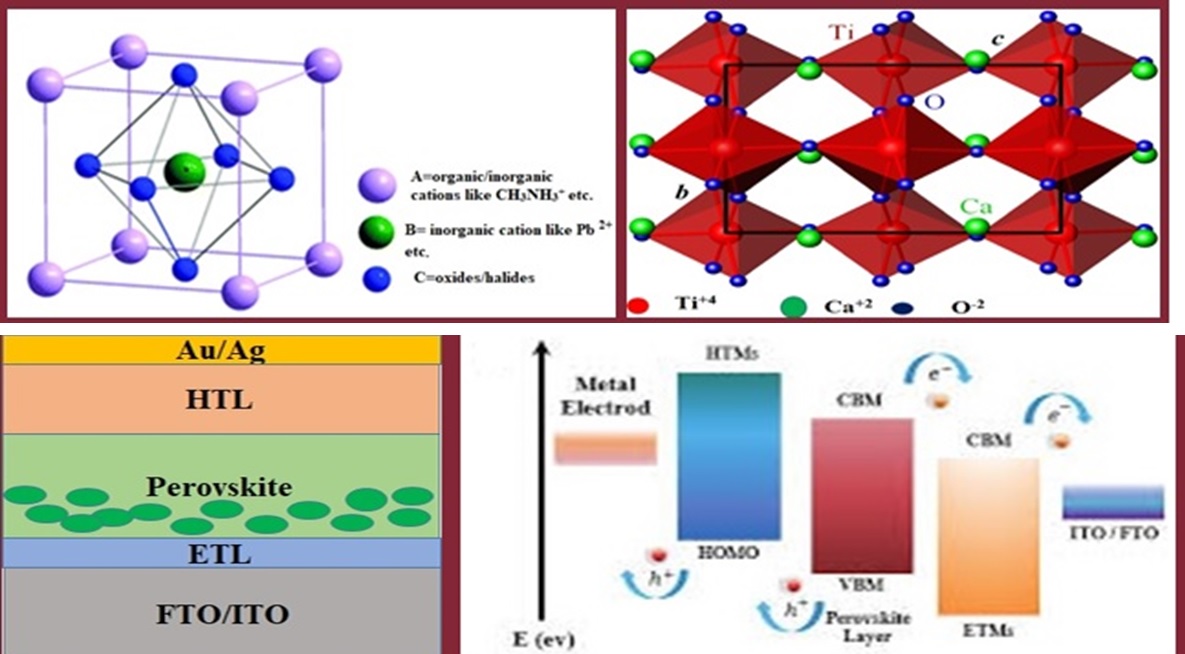 A=organic/inorganic
cations like CH3NH3+ etc.
B= inorganic cation like Pb 2+
etc.
C=oxides/halides
Ti
c
O
b
Ca
Ti+4
Ca+2
O-2
Au/Ag
HTL
Perovskite
ETL
FTO/ITO
HTMs
Metal
Electrod
CBM
e-
CBM
e-
ITO / FTO
HOMO
h+
VBM
h+
Perovskite
Layer
ETMs
E (ev)